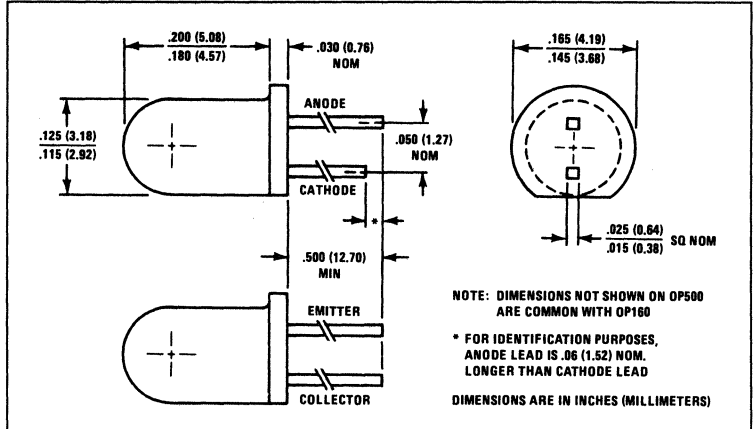 .200 (5.08)
.180 (4.57)
.030 (0.76)
NOM
.165 (4.19)
.145 (3.68)
ANODE
.125 (3.18)
.115 (2.92)
.050 (1.27)
NOM
CATHODE
*
.025 (0.64)
.015 (0.38)
SQ NOM
.500 (12.70)
MIN
EMITTER
COLLECTOR
NOTE: DIMENSIONS NOT SHOWN ON OP500
ARE COMMON WITH OP160
* FOR IDENTIFICATION PURPOSES,
ANODE LEAD IS .06 (1.52) NOM.
LONGER THAN CATHODE LEAD
DIMENSIONS ARE IN INCHES (MILLIMETERS)